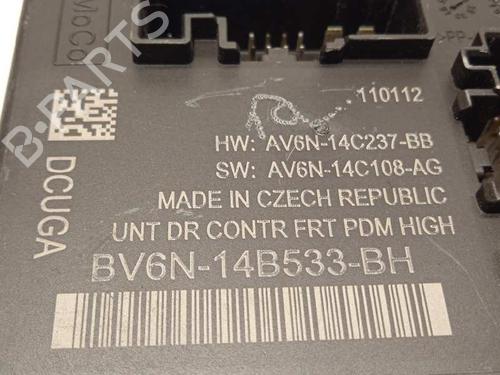 MoCo
110112
HW: AV6N-14C237-BB
SW: AV6N-14C108-AG
MADE IN CZECH REPUBLIC
UNT DR CONTR FRT PDM HIGH
BV6N-14B533-BH
DCUGA
B-PARTS